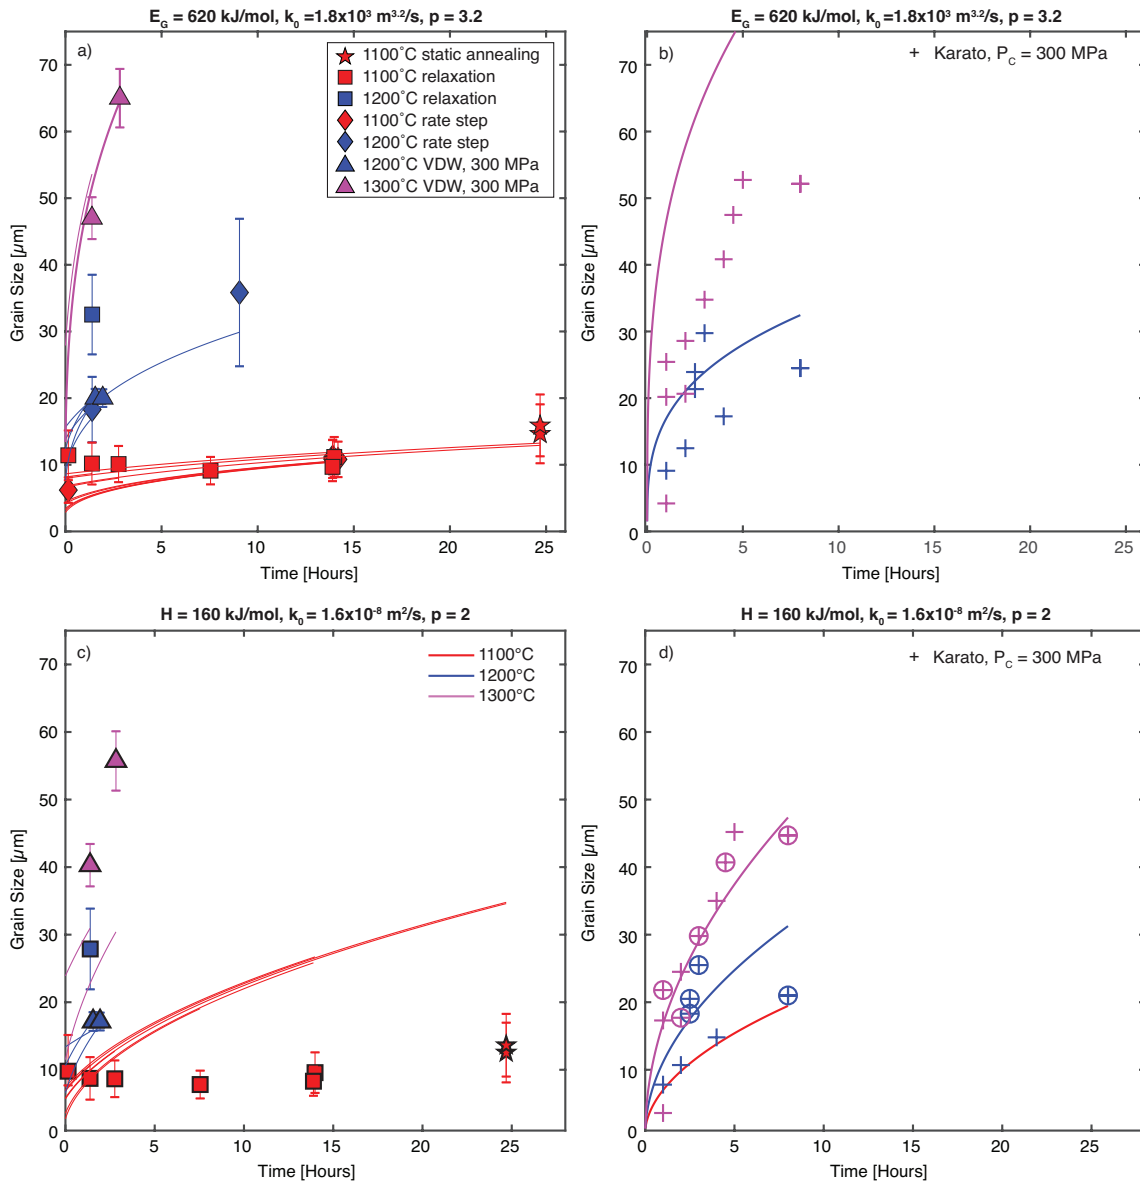 E_G = 620 kJ/mol, k_0 =1.8x10^3 m^3.2/s, p = 3.2
a)
1100˚C static annealing
1100˚C relaxation
1200˚C relaxation
1100˚C rate step
1200˚C rate step
1200˚C VDW, 300 MPa
1300˚C VDW, 300 MPa
70
60
50
40
30
20
10
0
Grain Size [µm]
0 5 10 15 20 25
Time [Hours]
E_G = 620 kJ/mol, k_0 =1.8x10^3 m^3.2/s, p = 3.2
b)
+ Karato, P_C = 300 MPa
70
60
50
40
30
20
10
0
Grain Size [µm]
0 5 10 15 20 25
Time [Hours]
H = 160 kJ/mol, k_0 = 1.6x10^-8 m^2/s, p = 2
c)
1100°C
1200°C
1300°C
70
60
50
40
30
20
10
0
Grain Size [µm]
0 5 10 15 20 25
Time [Hours]
H = 160 kJ/mol, k_0 = 1.6x10^-8 m^2/s, p = 2
d)
+ Karato, P_C = 300 MPa
70
60
50
40
30
20
10
0
Grain Size [µm]
0 5 10 15 20 25
Time [Hours]